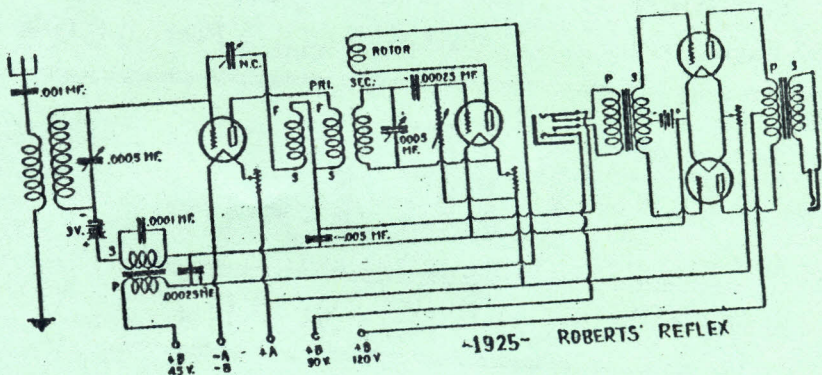 .001 MF.
N.C.
ROTOR
PRI.
SEC.
.00025 MF.
P
S
P
S
F
F
.0005 MF.
.0005
MF.
S
S
-
3V.
+
.0001 MF.
S
P
.00025 MF.
.005 MF.
+B
45 V.
-A
-B
+A
+B
90 V.
+B
120 V
-1925- ROBERTS' REFLEX